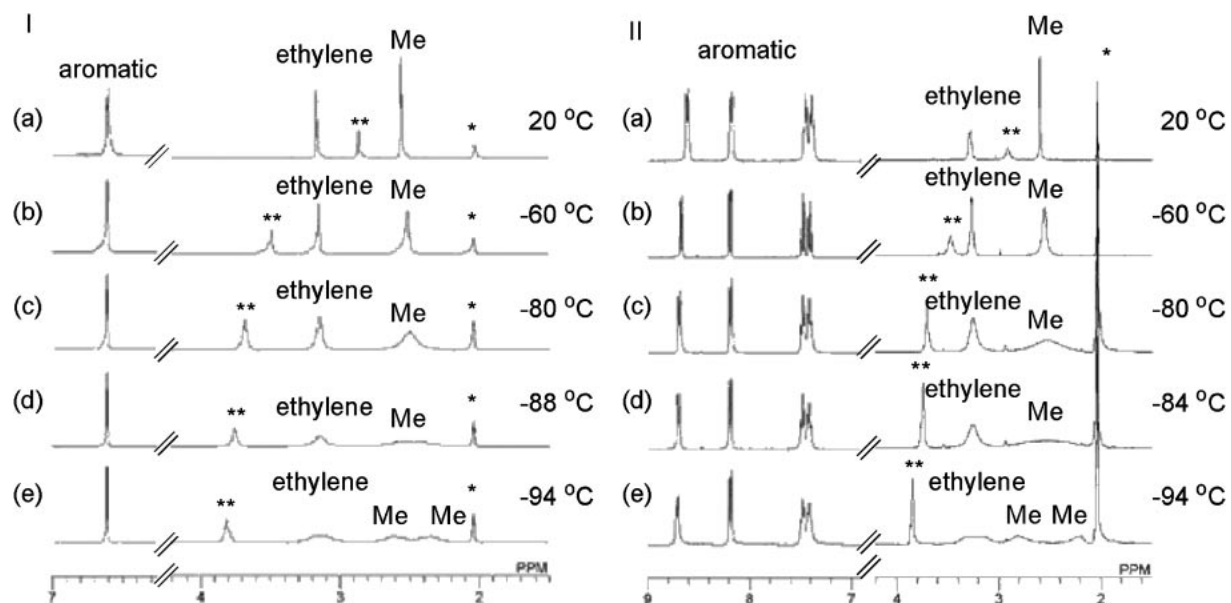 I
aromatic ethylene Me
(a) ** * 20 °C
ethylene Me
(b) ** * -60 °C
ethylene
(c) ** Me * -80 °C
(d) ** ethylene Me * -88 °C
(e) ** ethylene Me Me * -94 °C
PPM
7 4 3 2
II
aromatic Me *
(a) ethylene ** 20 °C
ethylene
(b) ** Me -60 °C
(c) ** ethylene Me -80 °C
(d) ** ethylene Me -84 °C
(e) ** ethylene Me Me -94 °C
PPM
9 8 7 4 3 2